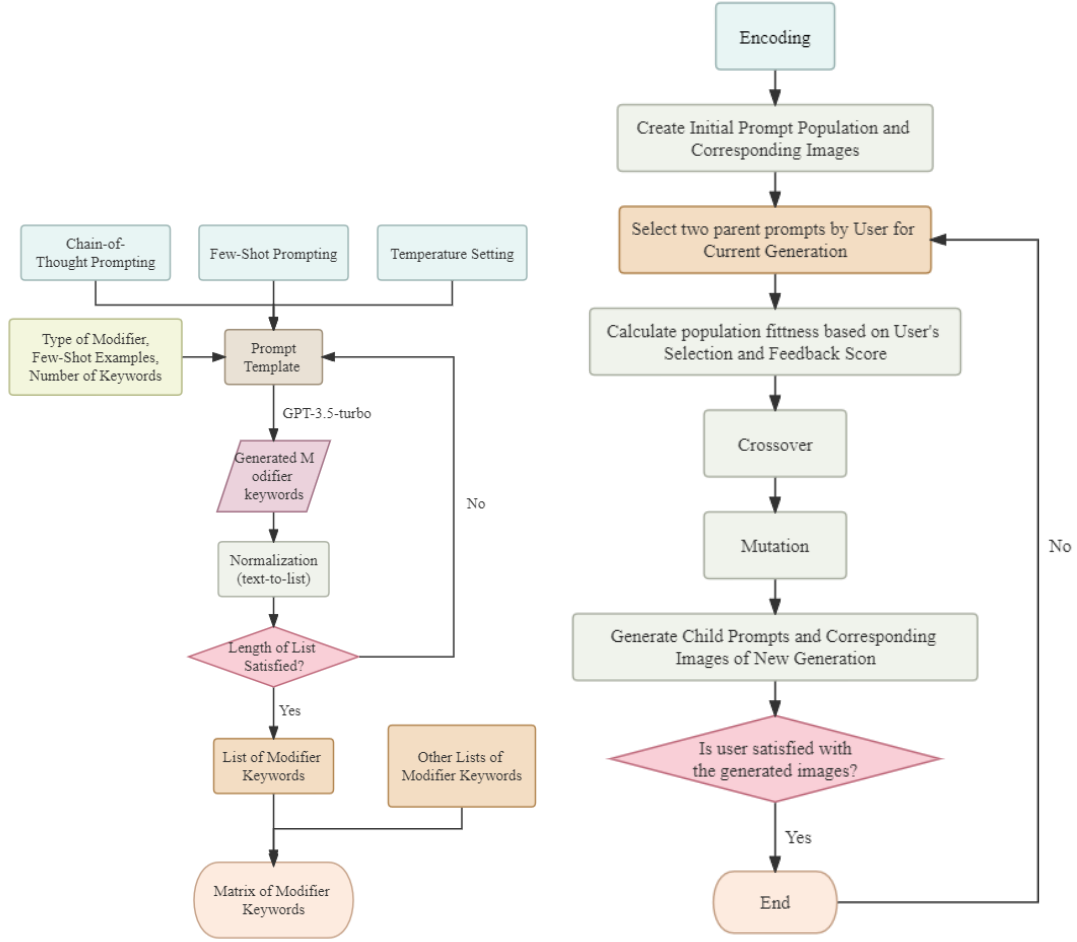 Chain-of-
Thought Prompting
Few-Shot Prompting
Temperature Setting
Type of Modifier,
Few-Shot Examples,
Number of Keywords
Prompt
Template
GPT-3.5-turbo
Generated M
odifier
keywords
No
Normalization
(text-to-list)
Length of List
Satisfied?
Yes
List of Modifier
Keywords
Other Lists of
Modifier Keywords
Matrix of Modifier
Keywords
Encoding
Create Initial Prompt Population and
Corresponding Images
Select two parent prompts by User for
Current Generation
Calculate population fittness based on User's
Selection and Feedback Score
Crossover
Mutation
No
Generate Child Prompts and Corresponding
Images of New Generation
Is user satisfied with
the generated images?
Yes
End